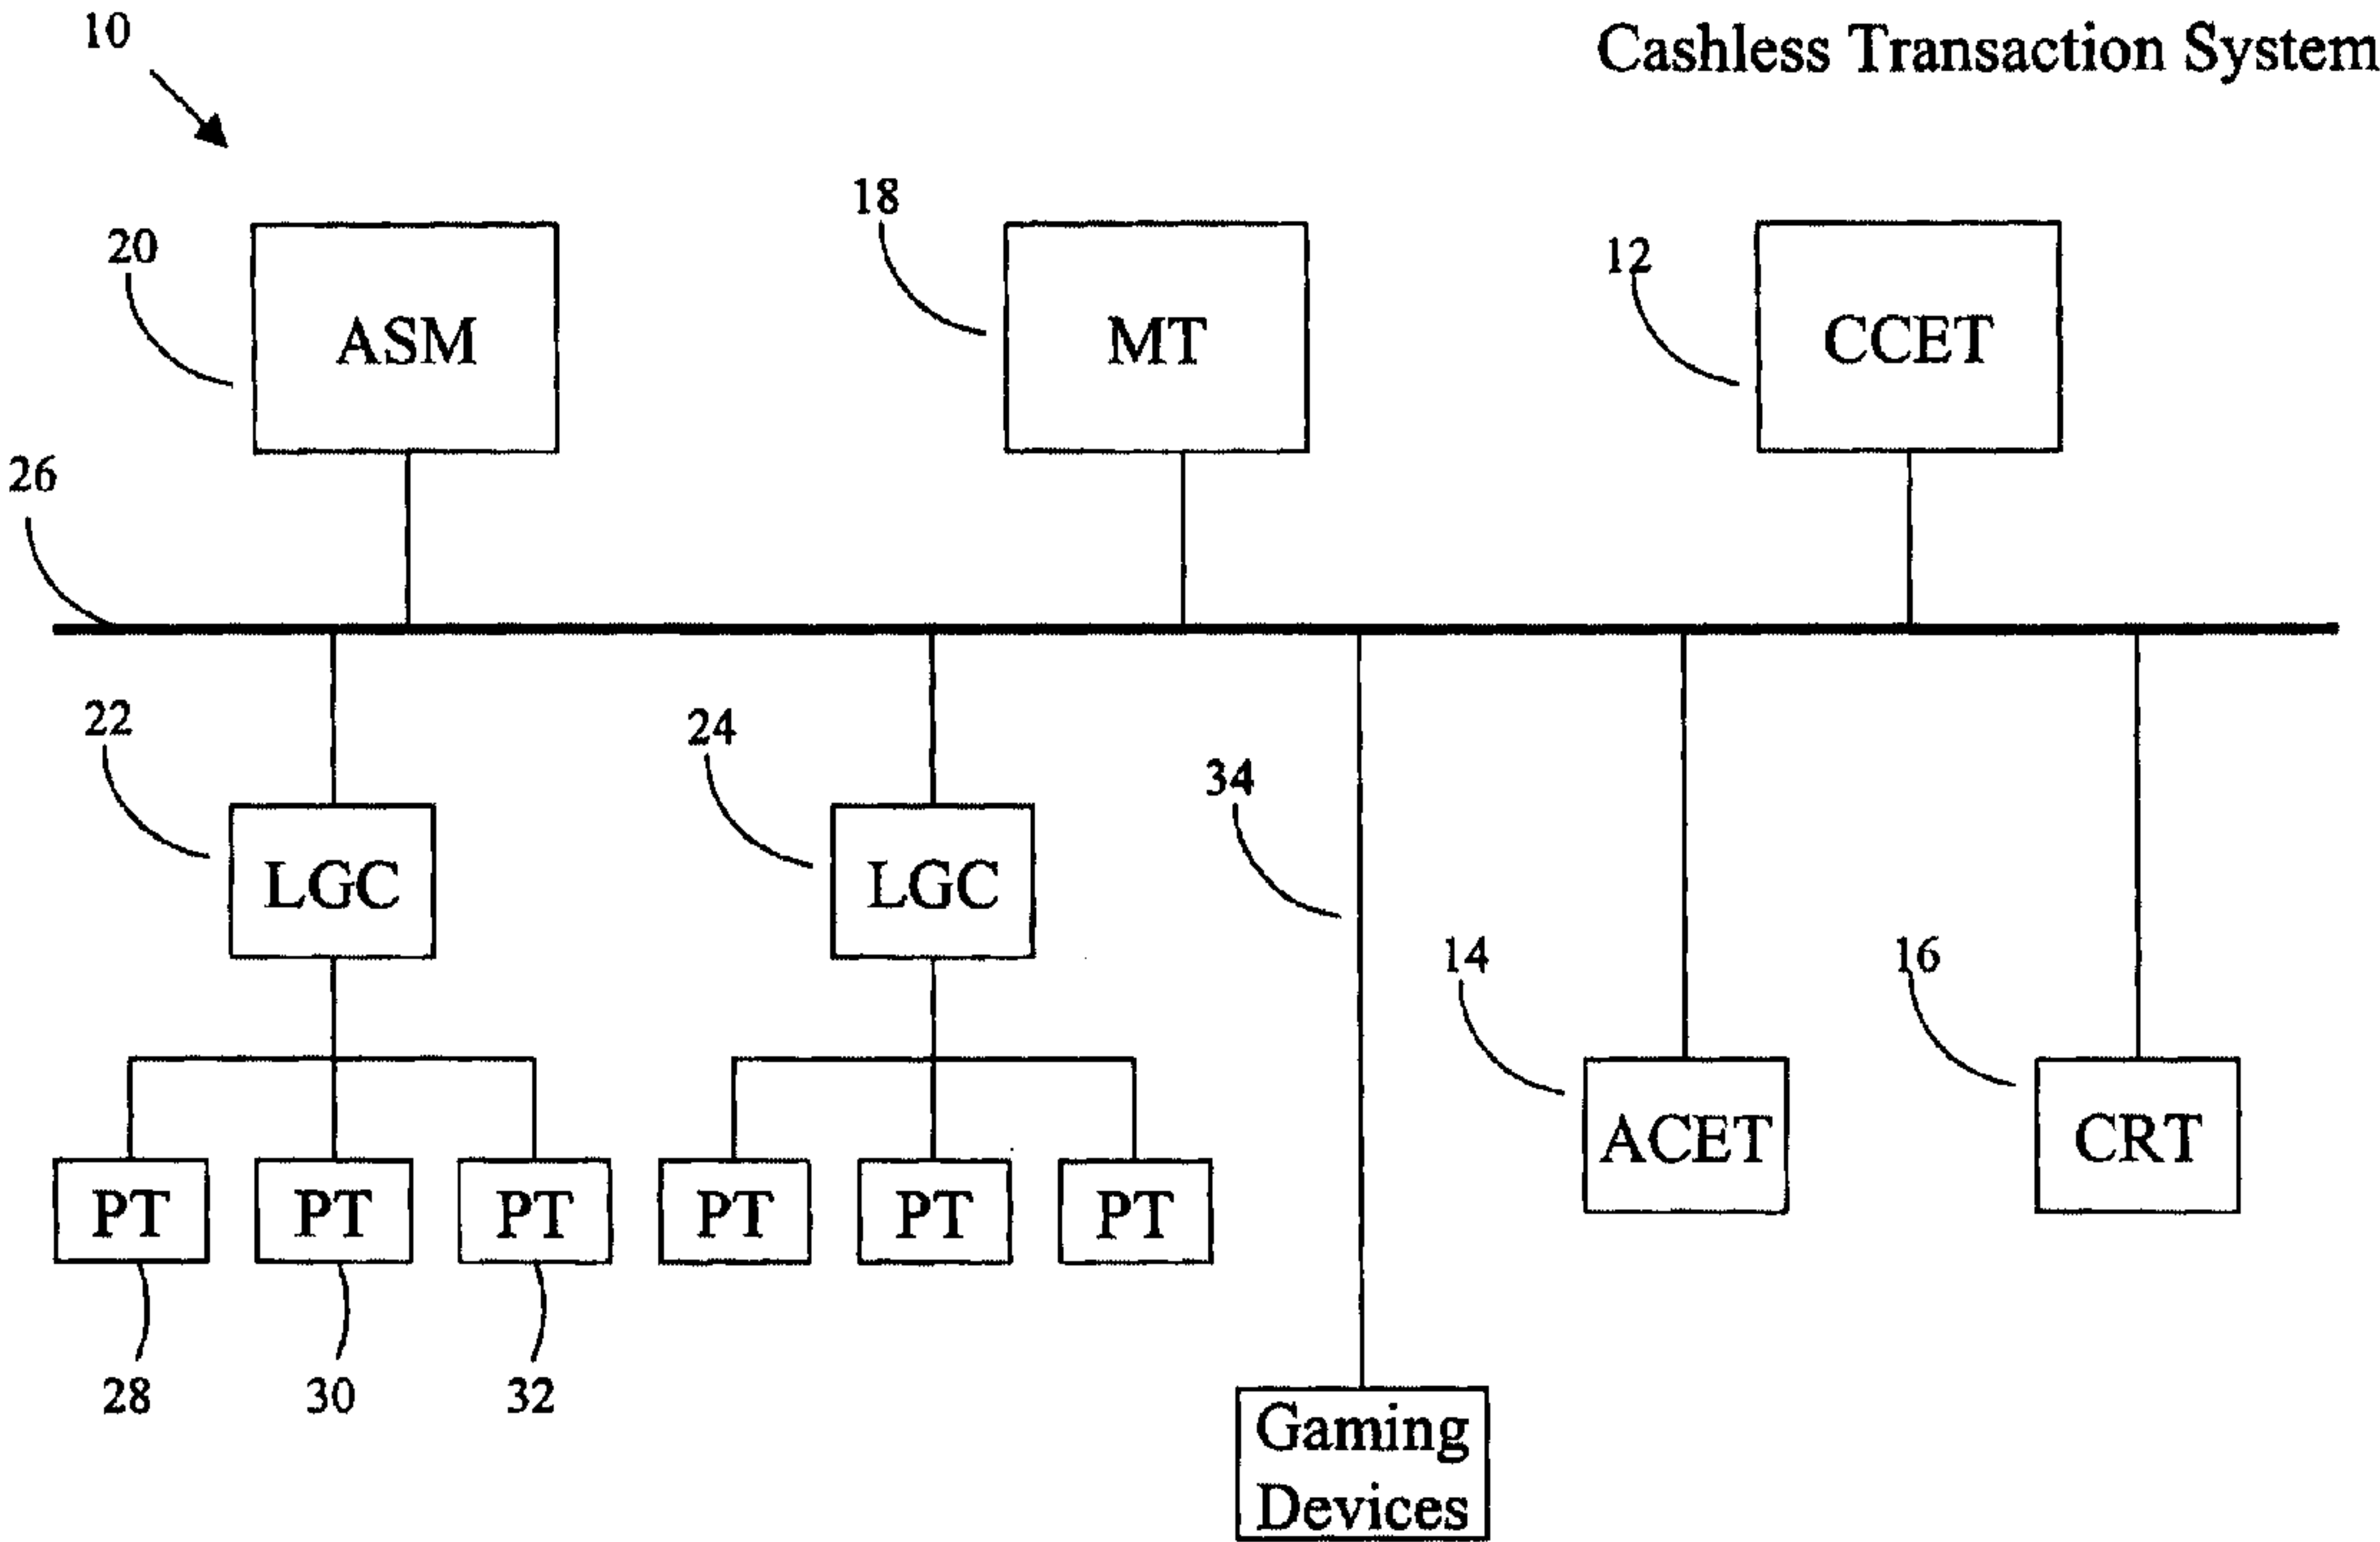 10
Cashless Transaction System
20
ASM
18
MT
12
CCET
26
22
LGC
24
LGC
34
14
ACET
16
CRT
PT
PT
PT
PT
PT
PT
28
30
32
Gaming
Devices